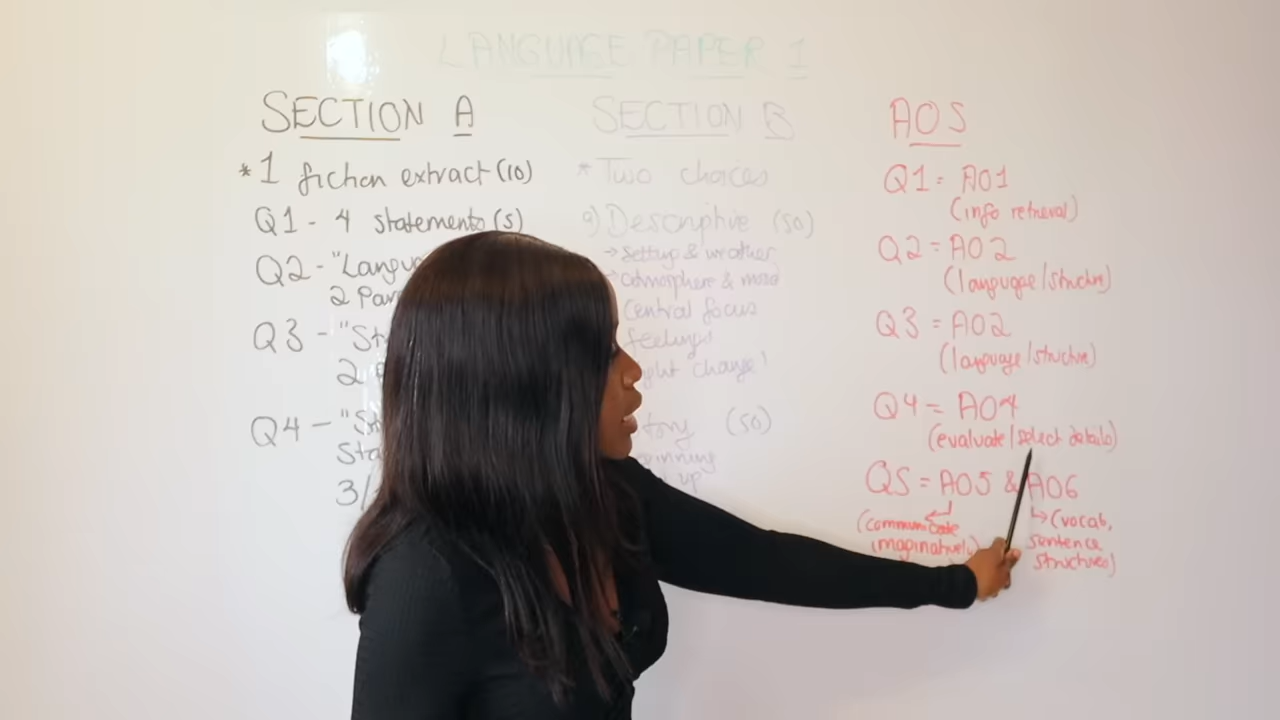 LANGUAGE PAPER 1
SECTION A
* 1 fiction extract (10)
Q1 - 4 statements (5)
Q2 - "Langu
2 Par
Q3 - "St
2
Q4 - "St
Sta
3/
SECTION B
* Two choices
a) Descriptive (50)
→ Setting & weather
atmosphere & mood
Central focus
feelings
ght change'
tory (50)
ginning
up
AOS
Q1 = AO1
(info retrieval)
Q2 = AO2
(language/structure)
Q3 = AO2
(language/structure)
Q4 = AO4
(evaluate/select details)
Q5 = AO5 & AO6
(communicate
imaginatively)
→ (vocab,
sentence
structures)